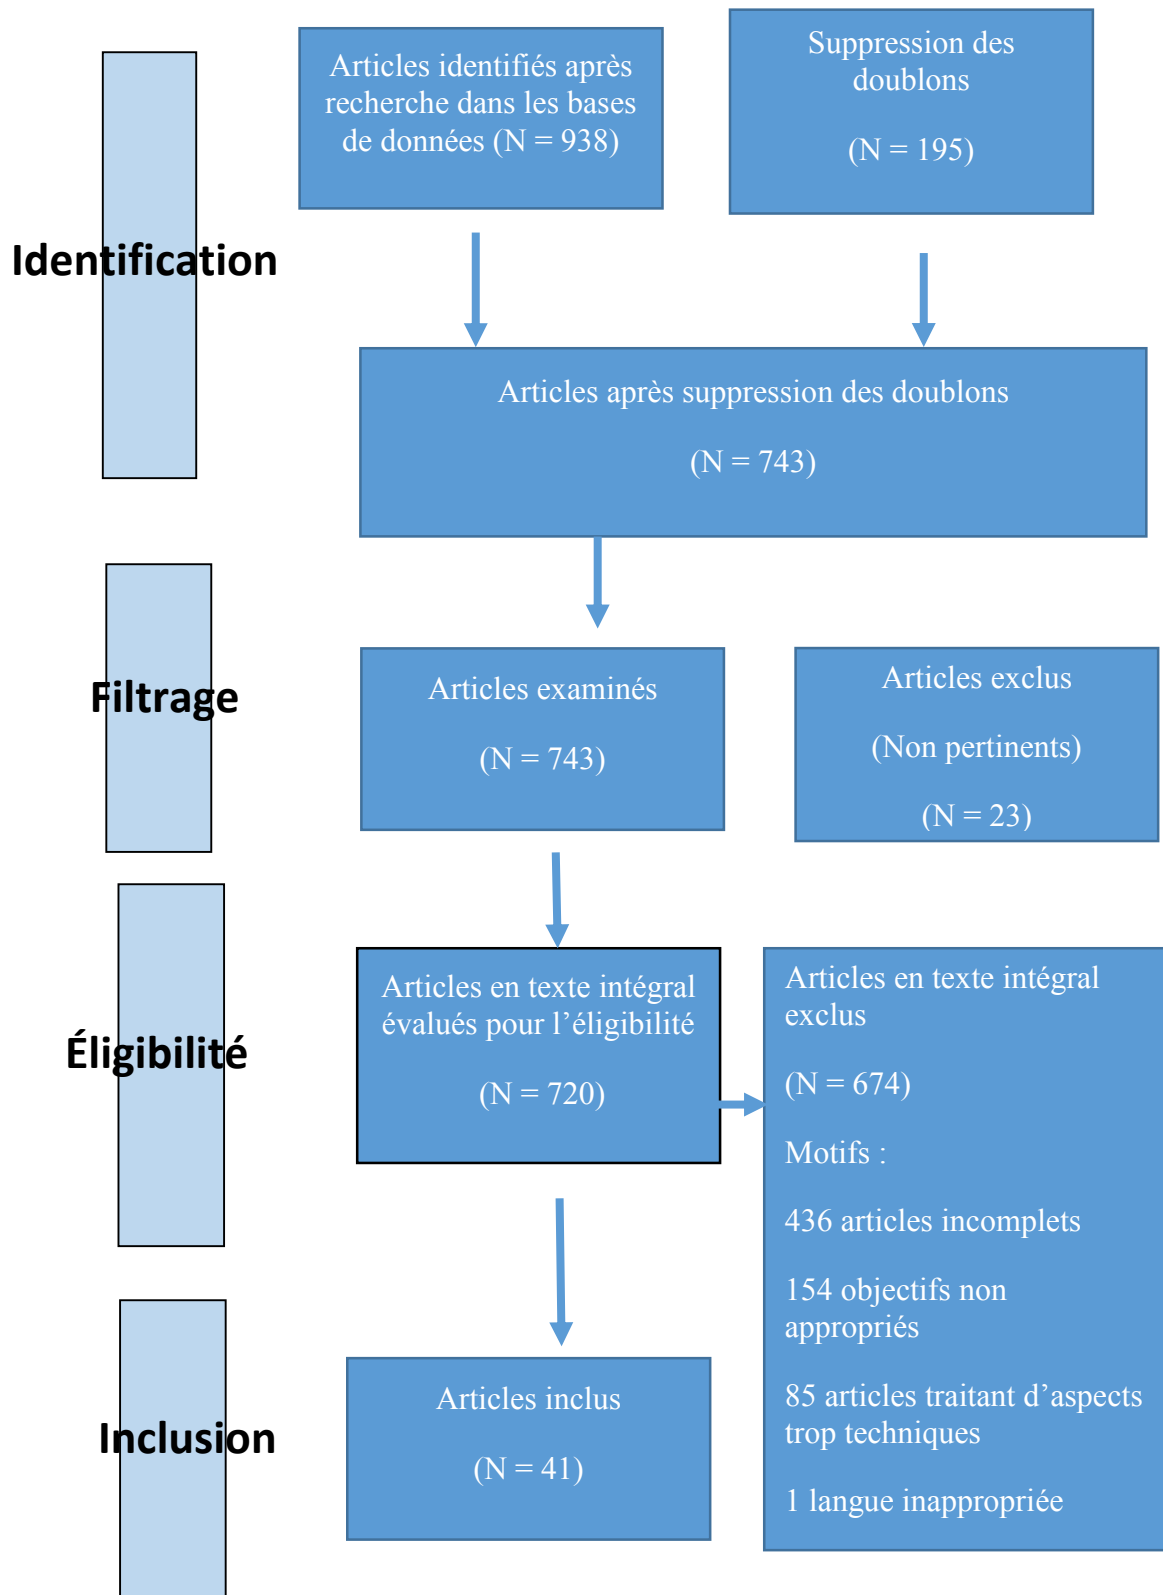 Identification
Articles identifiés après
recherche dans les bases
de données (N = 938)
Suppression des
doublons
(N = 195)
Articles après suppression des doublons
(N = 743)
Filtrage
Articles examinés
(N = 743)
Articles exclus
(Non pertinents)
(N = 23)
Éligibilité
Articles en texte intégral
évalués pour l’éligibilité
(N = 720)
Articles en texte intégral
exclus
(N = 674)
Motifs :
436 articles incomplets
154 objectifs non
appropriés
85 articles traitant d’aspects
trop techniques
1 langue inappropriée
Inclusion
Articles inclus
(N = 41)